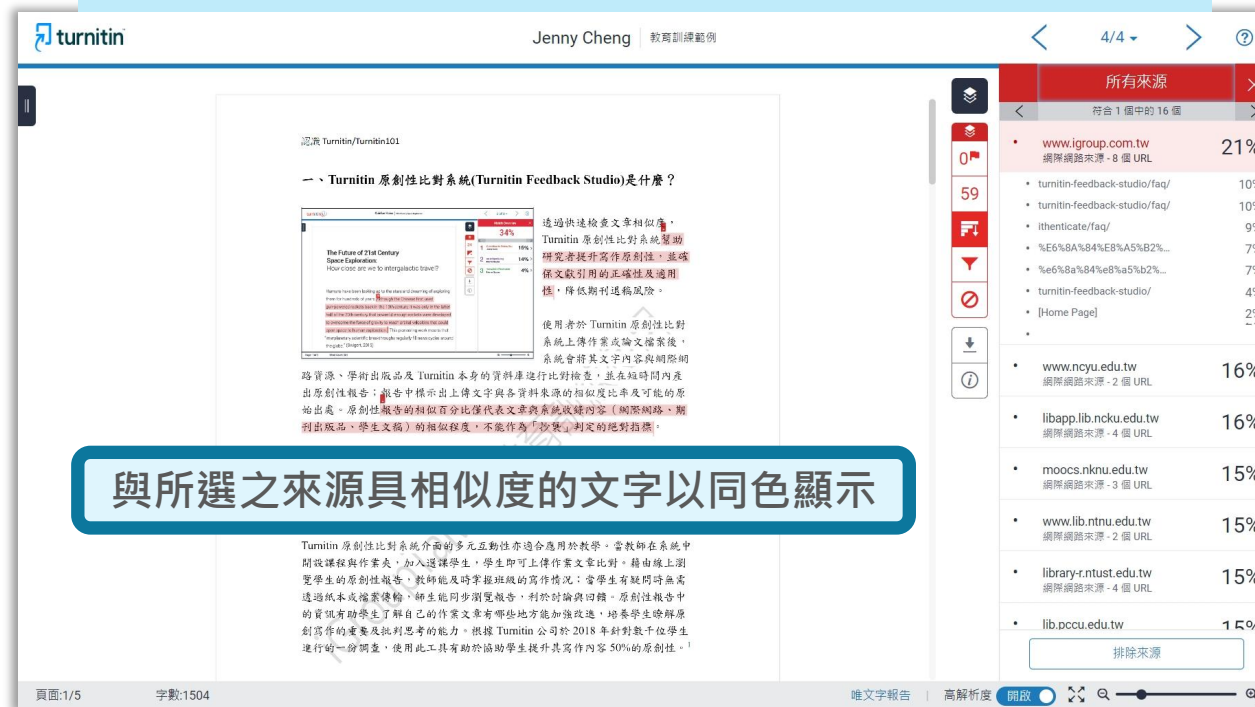 turnitin
Jenny Cheng
教育訓練範例
4/4
所有來源
符合 1 個中的 16 個
www.igroup.com.tw
21%
網際網路來源 - 8 個 URL
turnitin-feedback-studio/faq/
turnitin-feedback-studio/faq/
ithenticate/faq/
%E6%8A%84%E8%A5%B2%...
%e6%8a%84%e8%a5%b2%...
turnitin-feedback-studio/
[Home Page]
www.ncyu.edu.tw
16%
網際網路來源 - 2 個 URL
libapp.lib.ncku.edu.tw
16%
網際網路來源 - 4 個 URL
moocs.nknu.edu.tw
15%
網際網路來源 - 3 個 URL
www.lib.ntnu.edu.tw
15%
網際網路來源 - 2 個 URL
library-r.ntust.edu.tw
15%
網際網路來源 - 4 個 URL
lib.pccu.edu.tw
15%
排除來源
0
59
認識 Turnitin/Turnitin101
一、Turnitin 原創性比對系統(Turnitin Feedback Studio)是什麼？
34%
The Future of 21st Century
Space Exploration:
How close are we to intergalactic trave?
透過快速檢查文章相似度，
Turnitin 原創性比對系統幫助
研究者提升寫作原創性，並確
保文獻引用的正確性及適用
性，降低期刊退稿風險。
使用者於 Turnitin 原創性比對
系統上傳作業或論文檔案後，
系統會將其文字內容與網際網
路資源、學術出版品及 Turnitin 本身的資料庫進行比對檢查，並在短時間內產
出原創性報告；報告中標示出上傳文字與各資料來源的相似度比率及可能的原
始出處。原創性報告的相似百分比僅代表文章與系統收錄內容（網際網路、期
刊出版品、學生文稿）的相似程度，不能作為「抄襲」判定的絕對指標。
與所選之來源具相似度的文字以同色顯示
Turnitin 原創性比對系統介面的多元互動性亦適合應用於教學。當教師在系統中
開設課程與作業夾，加入選課學生，學生即可上傳作業文章比對。藉由線上瀏
覽學生的原創性報告，教師能及時掌握班級的寫作情況；當學生有疑問時無需
透過紙本或檔案傳輸，師生能同步瀏覽報告，利於討論與回饋。原創性報告中
的資訊有助學生了解自己的作業文章有哪些地方能加強改進，培養學生瞭解原
創寫作的重要及批判思考的能力。根據 Turnitin 公司於 2018 年針對數千位學生
進行的一份調查，使用此工具有助於協助學生提升其寫作內容 50%的原創性。1
頁面:1/5
字數:1504
唯文字報告
高解析度
開啟